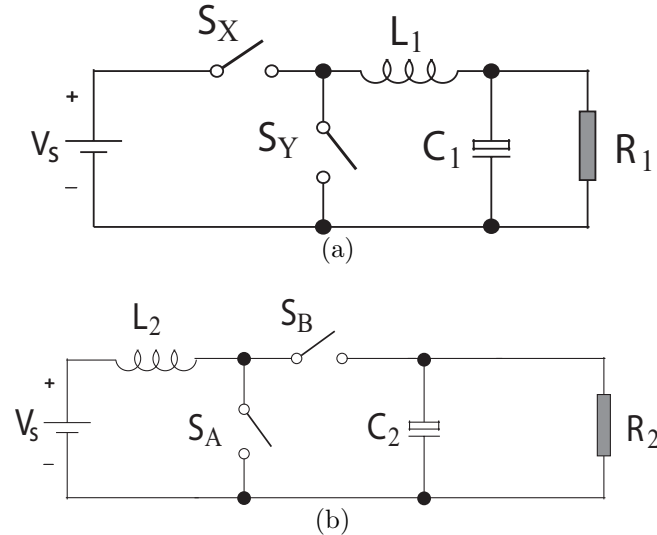 S_X
L_1
+
V_s
S_Y
C_1
R_1
−
(a)
L_2
S_B
+
V_s
S_A
C_2
R_2
−
(b)